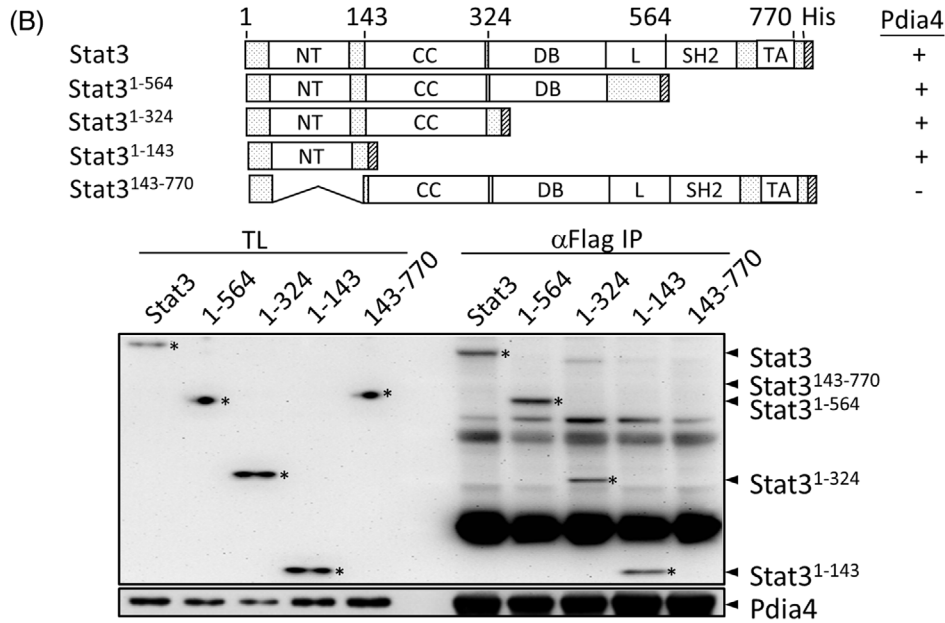 (B)
1 143 324 564 770 His Pdia4
Stat3 NT CC DB L SH2 TA +
Stat3¹⁻⁵⁶⁴ NT CC DB +
Stat3¹⁻³²⁴ NT CC +
Stat3¹⁻¹⁴³ NT +
Stat3¹⁴³⁻⁷⁷⁰ CC DB L SH2 TA -
TL αFlag IP
Stat3 1-564 1-324 1-143 143-770 Stat3 1-564 1-324 1-143 143-770
* * Stat3
* Stat3¹⁴³⁻⁷⁷⁰
* * Stat3¹⁻⁵⁶⁴
* * Stat3¹⁻³²⁴
* * Stat3¹⁻¹⁴³
Pdia4